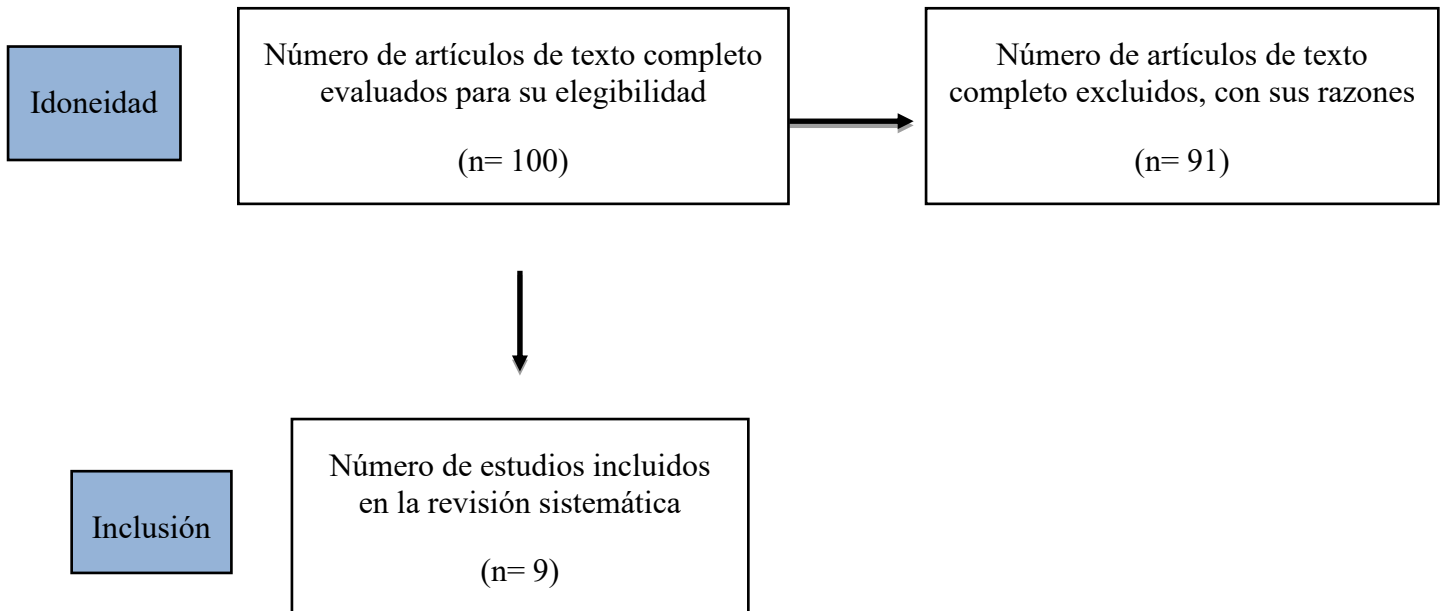 Idoneidad
Número de artículos de texto completo
evaluados para su elegibilidad
(n= 100)
Número de artículos de texto
completo excluidos, con sus razones
(n= 91)
Inclusión
Número de estudios incluidos
en la revisión sistemática
(n= 9)